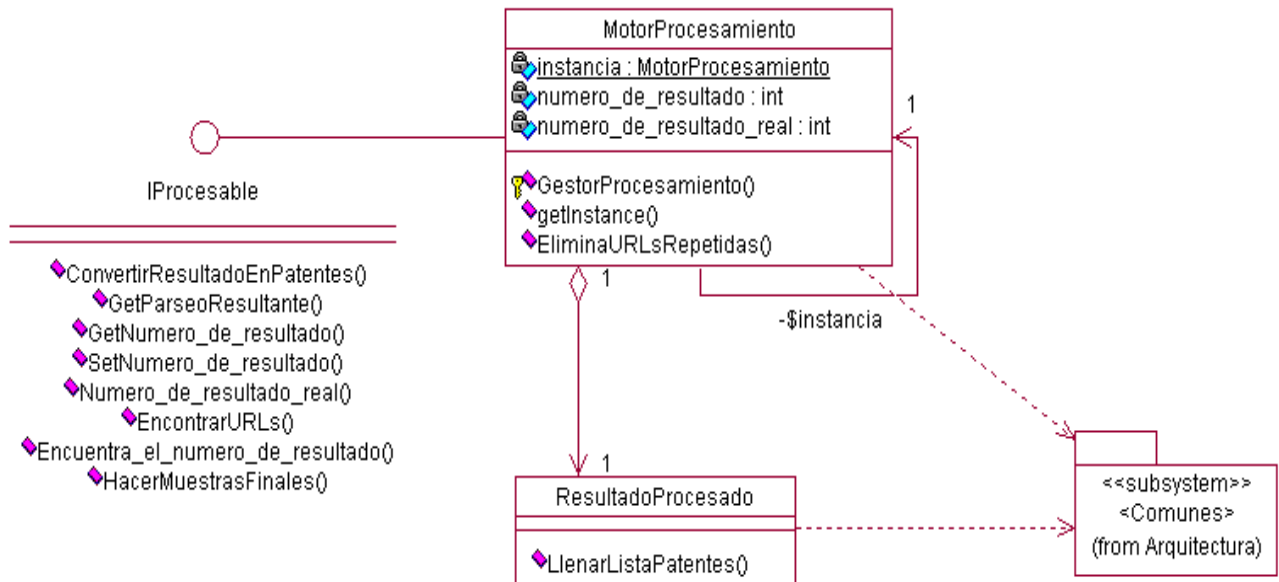 MotorProcesamiento
instancia : MotorProcesamiento
numero_de_resultado : int
numero_de_resultado_real : int
GestorProcesamiento()
getInstance()
EliminaURLsRepetidas()
1
1
-$instancia
IProcesable
ConvertirResultadoEnPatentes()
GetParseoResultante()
GetNumero_de_resultado()
SetNumero_de_resultado()
Numero_de_resultado_real()
EncontrarURLs()
Encuentra_el_numero_de_resultado()
HacerMuestrasFinales()
1
ResultadoProcesado
LlenarListaPatentes()
<<subsystem>>
<Comunes>
(from Arquitectura)